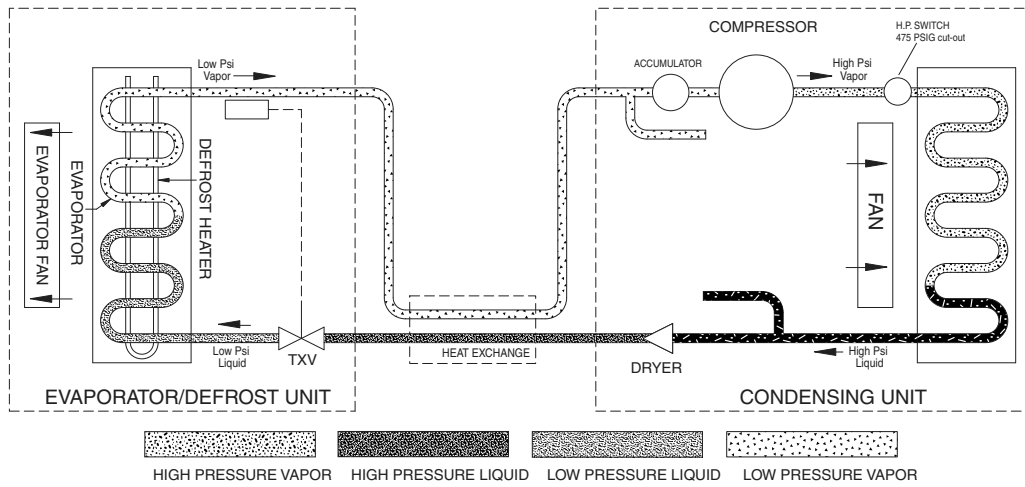 COMPRESSOR
H.P. SWITCH
475 PSIG cut-out
ACCUMULATOR
Low Psi
Vapor
High Psi
Vapor
EVAPORATOR FAN
EVAPORATOR
DEFROST HEATER
FAN
Low Psi
Liquid
TXV
HEAT EXCHANGE
DRYER
High Psi
Liquid
EVAPORATOR/DEFROST UNIT
CONDENSING UNIT
HIGH PRESSURE VAPOR
HIGH PRESSURE LIQUID
LOW PRESSURE LIQUID
LOW PRESSURE VAPOR